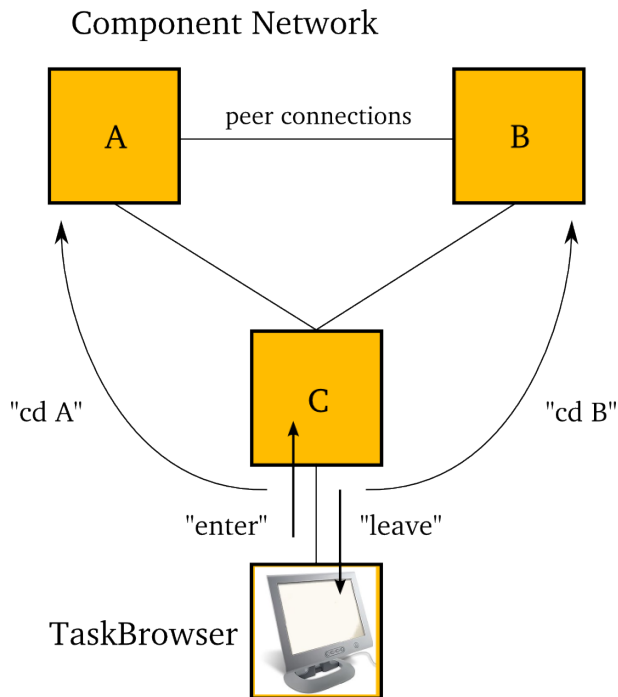 Component Network
A
peer connections
B
C
"cd A"
"cd B"
"enter"
"leave"
TaskBrowser